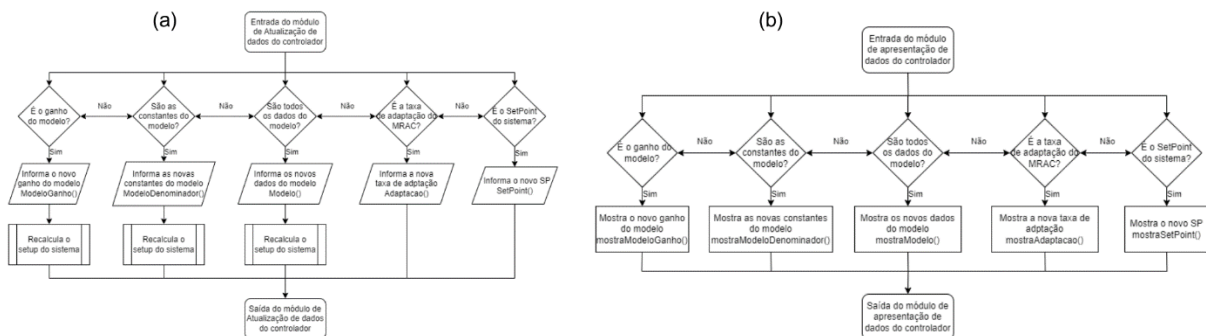 (a)
Entrada do módulo
de Atualização de
dados do controlador
É o ganho
do modelo?
Não
São as
constantes do
modelo?
Não
São todos
os dados do
modelo?
Não
É a taxa
de adaptação do
MRAC?
Não
É o SetPoint
do sistema?
Sim
Sim
Sim
Sim
Sim
Informa o novo
ganho do modelo
ModeloGanho()
Informa as novas
constantes do modelo
ModeloDenominador()
Informa os novos
dados do modelo
Modelo()
Informa a nova
taxa de adptação
Adaptacao()
Informa o novo SP
SetPoint()
Recalcula o
setup do sistema
Recalcula o
setup do sistema
Recalcula o
setup do sistema
Saída do módulo de
Atualização de dados
do controlador
(b)
Entrada do módulo
de apresentação de
dados do controlador
É o ganho do
modelo?
Não
São as
constantes do
modelo?
Não
São todos
os dados do
modelo?
Não
É a taxa
de adaptação do
MRAC?
Não
É o SetPoint
do sistema?
Sim
Sim
Sim
Sim
Sim
Mostra o novo ganho
do modelo
mostraModeloGanho()
Mostra as novas constantes
do modelo
mostraModeloDenominador()
Mostra os novos dados
do modelo
mostraModelo()
Mostra a nova taxa de
adptação
mostraAdaptacao()
Mostra o novo SP
mostraSetPoint()
Saída do módulo de
apresentação de
dados do controlador